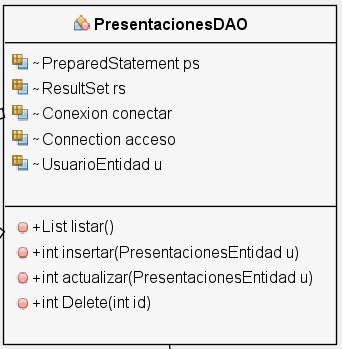 PresentacionesDAO
~PreparedStatement ps
~ResultSet rs
~Conexion conectar
~Connection acceso
~UsuarioEntidad u
+List listar()
+int insertar(PresentacionesEntidad u)
+int actualizar(PresentacionesEntidad u)
+int Delete(int id)